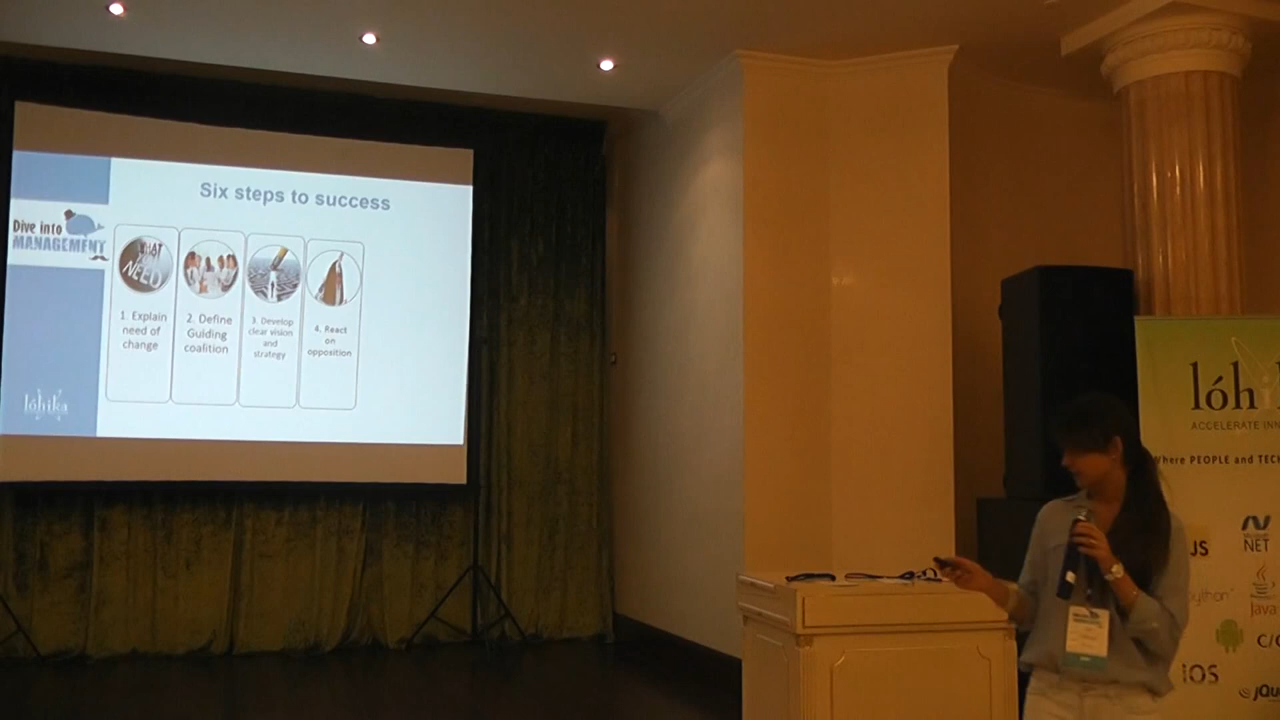 Six steps to success
Dive into
MANAGEMENT
WHAT
NEED
1. Explain
need of
change
2. Define
Guiding
coalition
3. Develop
clear vision
and
strategy
4. React
on
opposition
lóhika
lóhi
ACCELERATE INN
Where PEOPLE and TECH
JS
NET
python
Java
C/C
iOS
jQu